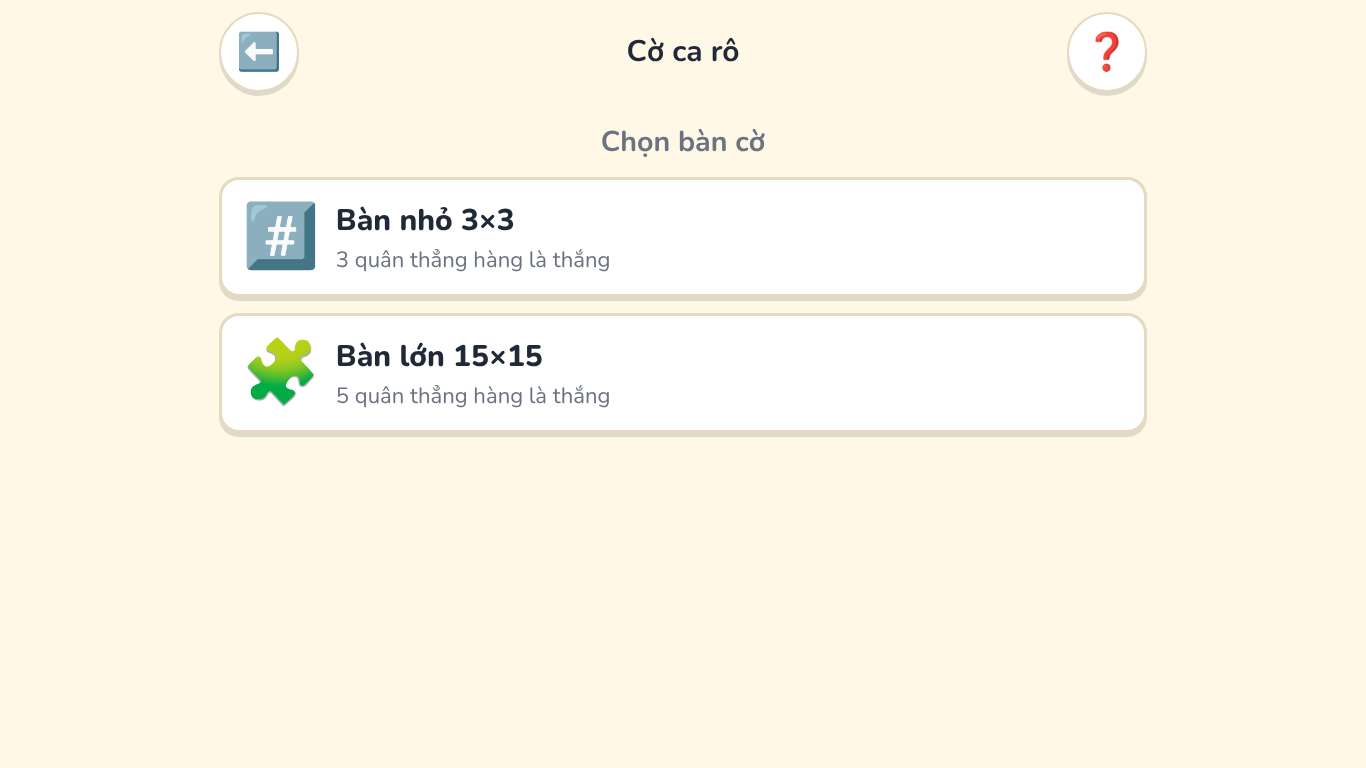 Cờ ca rô
Chọn bàn cờ
Bàn nhỏ 3×3
3 quân thẳng hàng là thắng
Bàn lớn 15×15
5 quân thẳng hàng là thắng